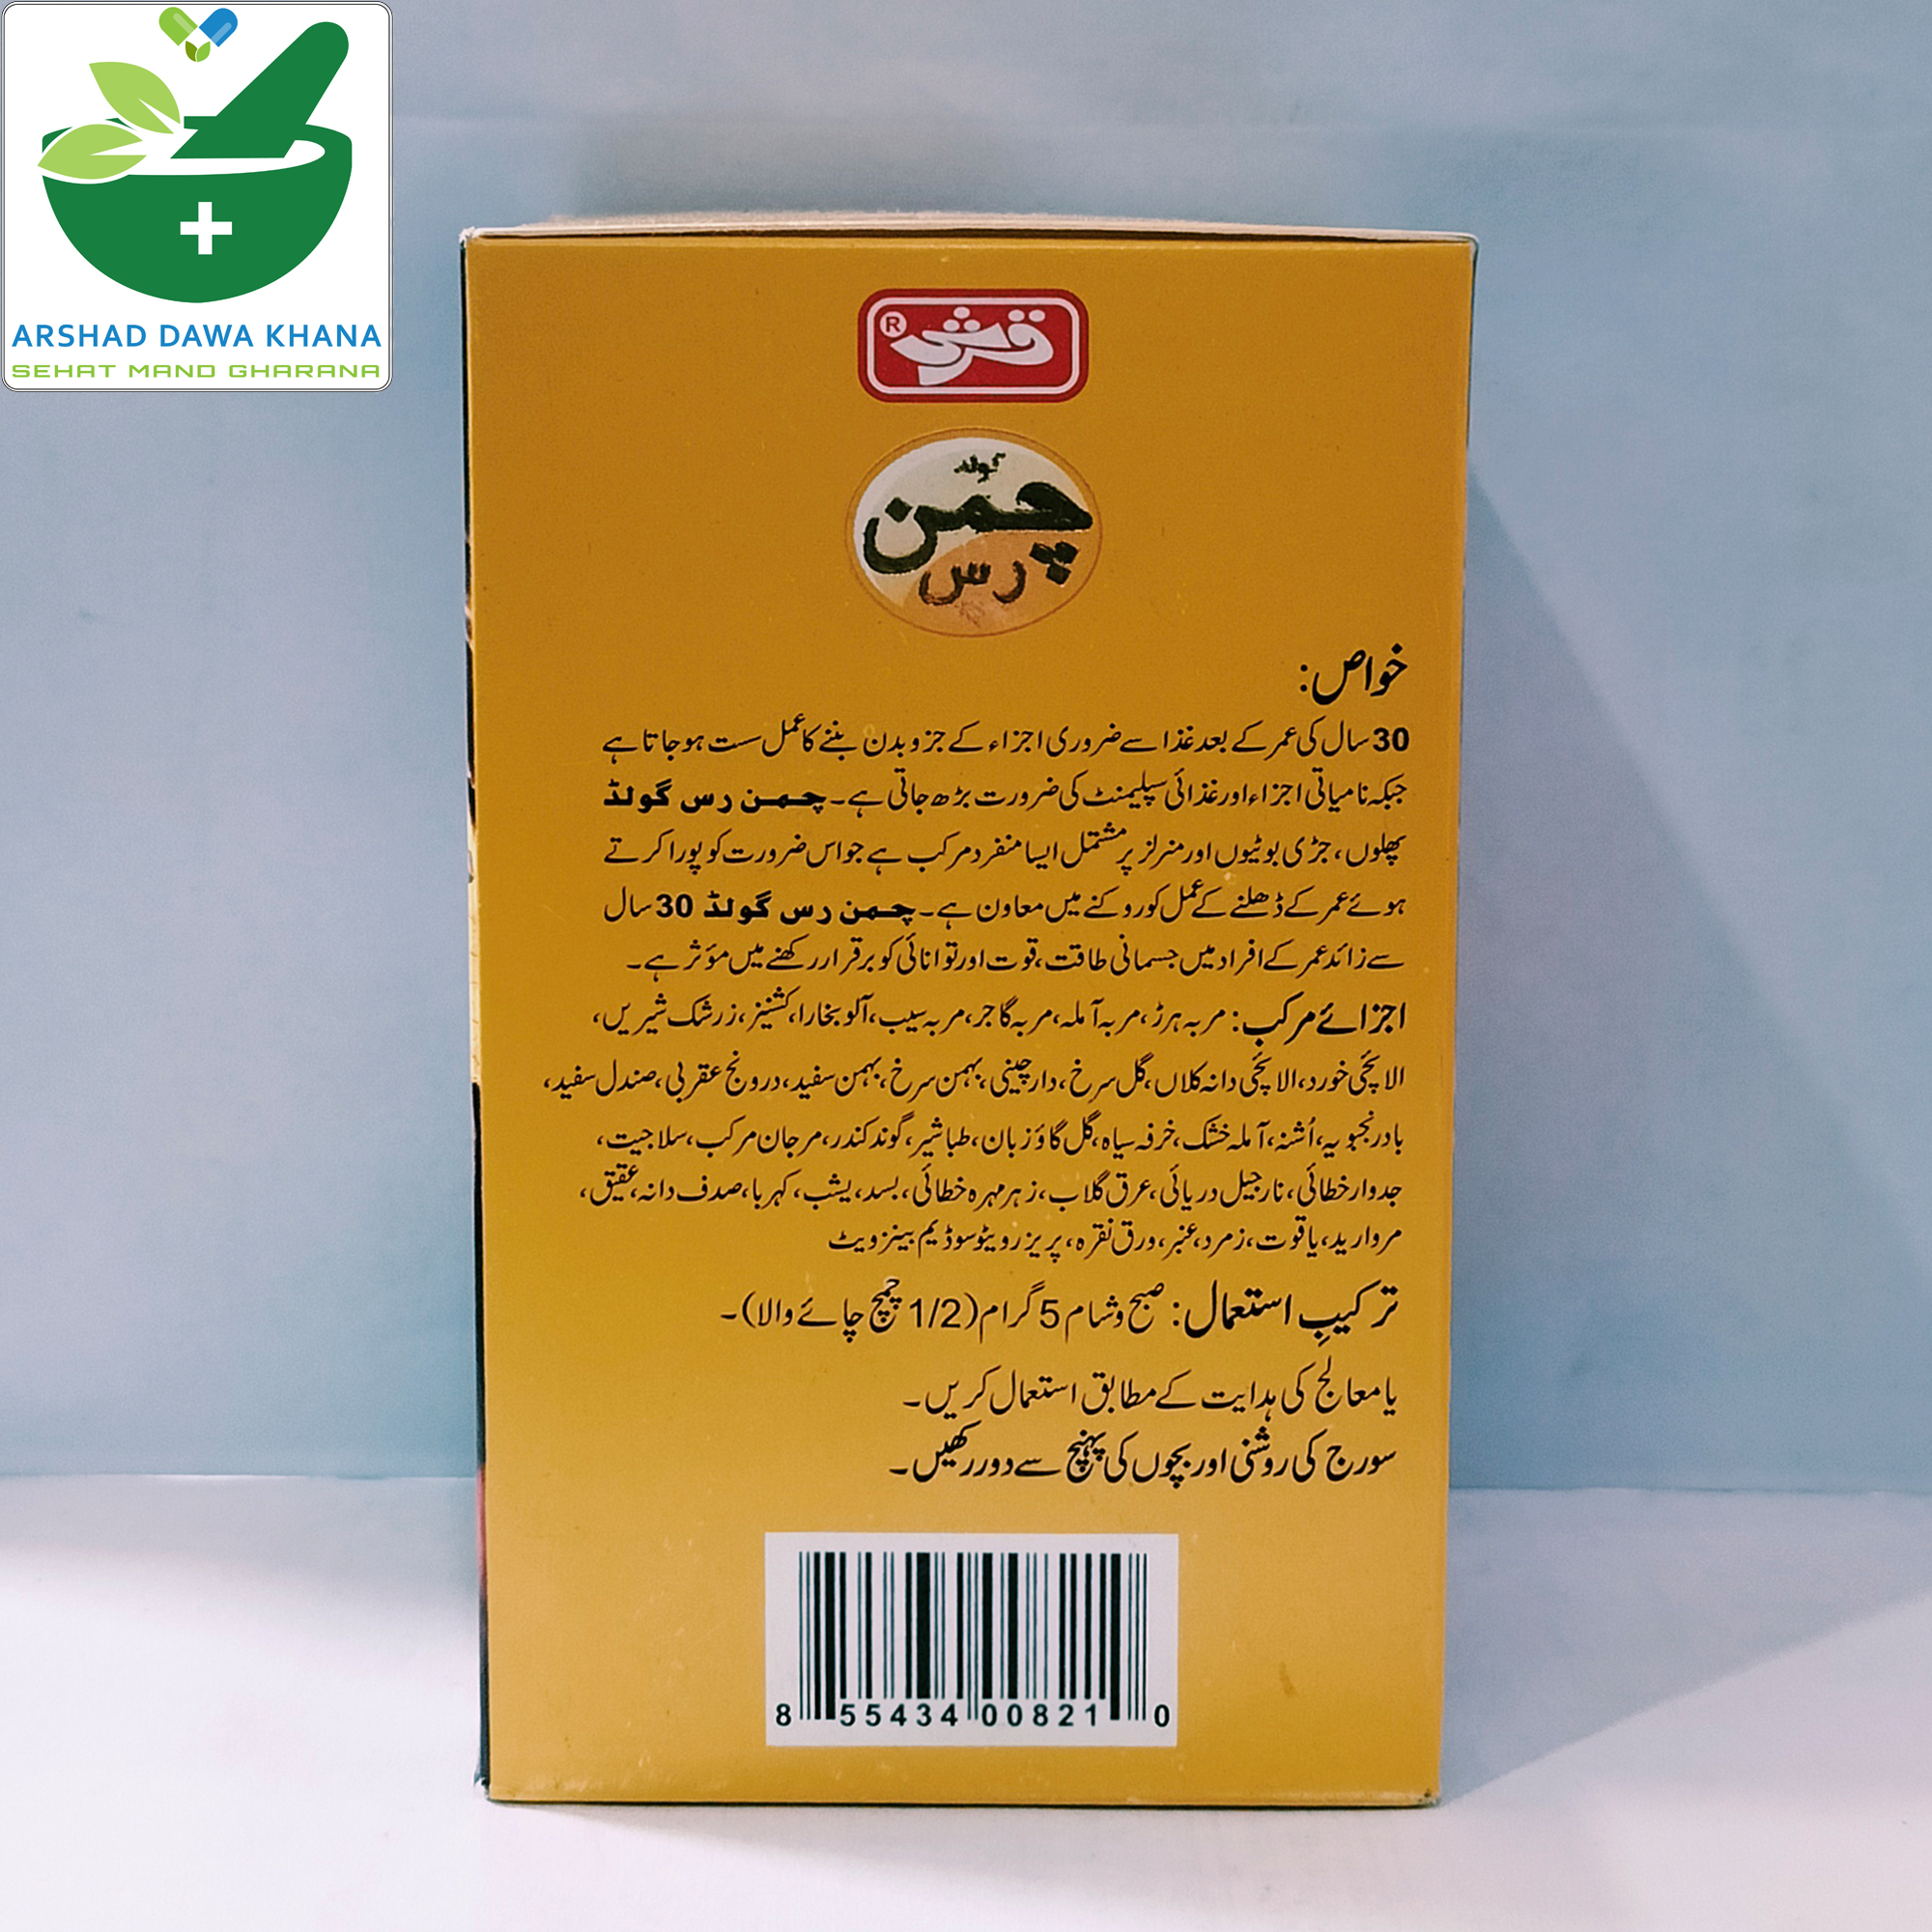 ARSHAD DAWA KHANA
SEHAT MAND GHARANA
قرشی ®
گولڈ
چمن
رس
خواص:
30 سال کی عمر کے بعد غذا سے ضروری اجزاء کے جزو بدن بننے کا عمل سست ہو جاتا ہے
جبکہ نامیاتی اجزاء اور غذائی سپلیمنٹ کی ضرورت بڑھ جاتی ہے۔ چمن رس گولڈ
پھلوں، جڑی بوٹیوں اور منرلز پر مشتمل ایسا منفرد مرکب ہے جو اس ضرورت کو پورا کرتے
ہوئے عمر کے ڈھلنے کے عمل کو روکنے میں معاون ہے۔ چمن رس گولڈ 30 سال
سے زائد عمر کے افراد میں جسمانی طاقت، قوت اور توانائی کو برقرار رکھنے میں مؤثر ہے۔
اجزائے مرکب: مربہ ہرڑ، مربہ آملہ، مربہ گاجر، مربہ سیب، آلو بخارا، کشنیز، زرشک شیریں،
الائچی خورد، الائچی دانہ کلاں، گل سرخ، دارچینی، بہمن سرخ، بہمن سفید، درونج عقربی، صندل سفید،
بادرنجبویہ، اُشنہ، آملہ خشک، خرفہ سیاہ، گل گاؤزبان، طباشیر، گوند کندر، مرجان مرکب، سلاجیت،
جدوار خطائی، نارجیل دریائی، عرق گلاب، زہر مہرہ خطائی، بسد، یشب، کہربا، صدف دانہ، عقیق،
مروارید، یاقوت، زمرد، عنبر، ورق نقرہ، پریزرویٹو سوڈیم بینزویٹ
ترکیبِ استعمال: صبح و شام 5 گرام (1/2 چمچ چائے والا)۔
یا معالج کی ہدایت کے مطابق استعمال کریں۔
سورج کی روشنی اور بچوں کی پہنچ سے دور رکھیں۔
8 55434 00821 0